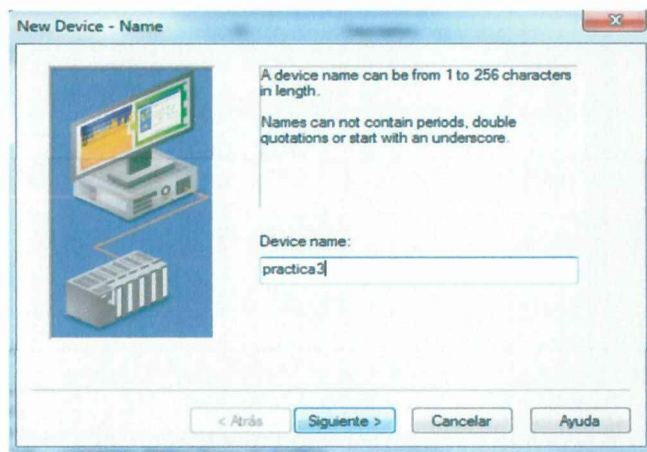 New Device - Name
A device name can be from 1 to 256 characters
in length.
Names can not contain periods, double
quotations or start with an underscore.
Device name:
practica3
< Atrás
Siguiente >
Cancelar
Ayuda